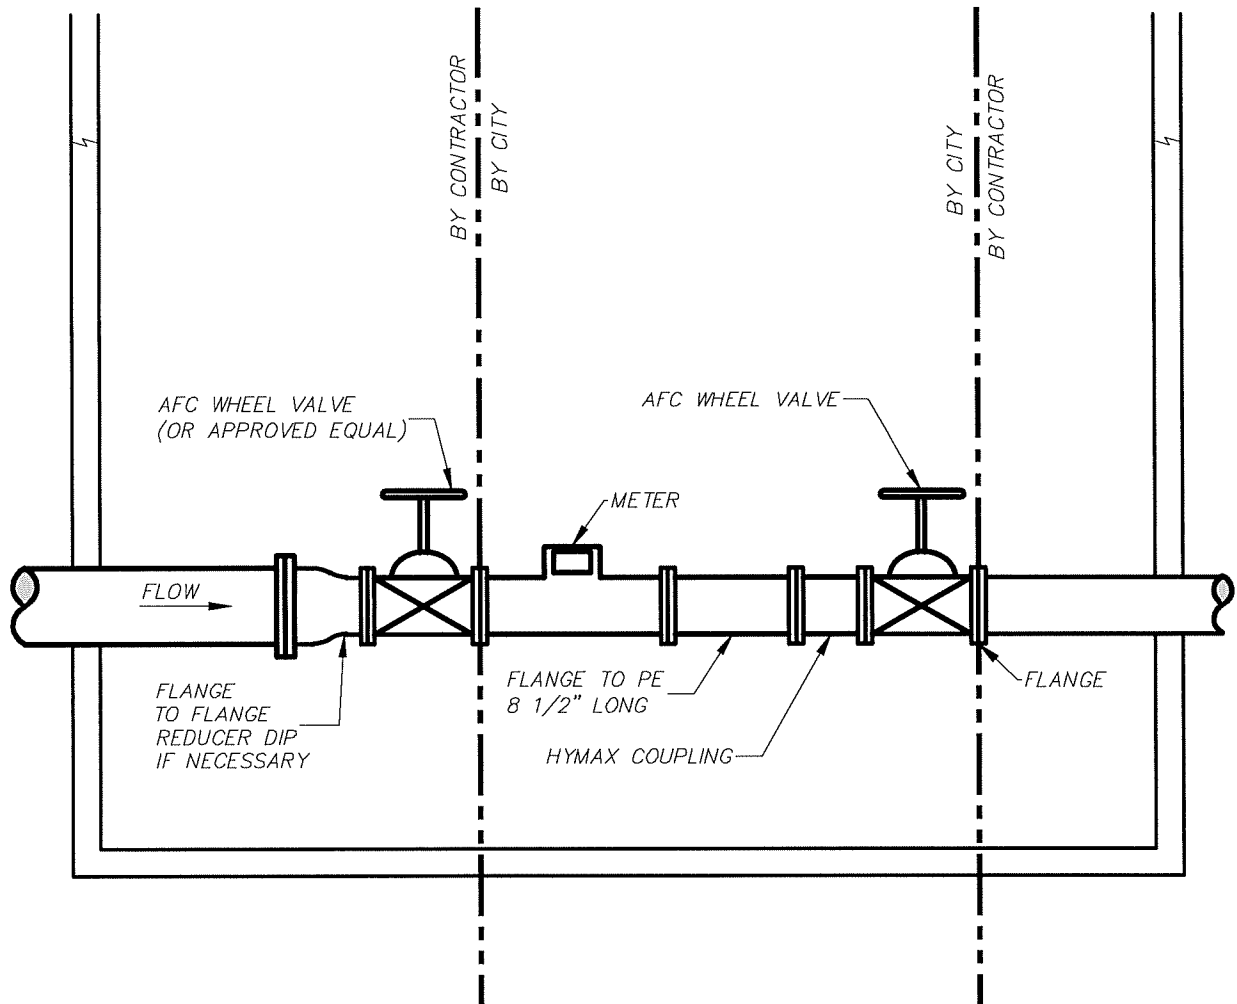 BY CONTRACTOR
BY CITY
BY CITY
BY CONTRACTOR
AFC WHEEL VALVE
(OR APPROVED EQUAL)
AFC WHEEL VALVE
METER
FLOW
FLANGE
TO FLANGE
REDUCER DIP
IF NECESSARY
FLANGE TO PE
8 1/2" LONG
HYMAX COUPLING
FLANGE